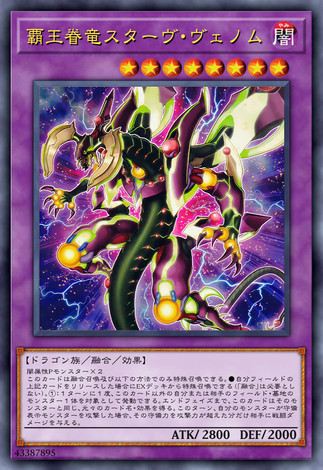 覇王眷竜スターヴ・ヴェノム
闇
やみ
【ドラゴン族／融合／効果】
闇属性Pモンスター×２
このカードは融合召喚及び以下の方法でのみ特殊召喚できる。●自分フィールドの
上記カードをリリースした場合にEXデッキから特殊召喚できる(「融合」は必要とし
ない)。①：１ターンに１度、このカード以外の自分または相手のフィールド・墓地の
モンスター１体を対象として発動できる。エンドフェイズまで、このカードはそのモ
ンスターと同じ、元々のカード名・効果を得る。このターン、自分のモンスターが守備
表示モンスターを攻撃した場合、その守備力を攻撃力が超えた分だけ相手に戦闘ダ
メージを与える。
ATK/ 2800 DEF/ 2000
43387895